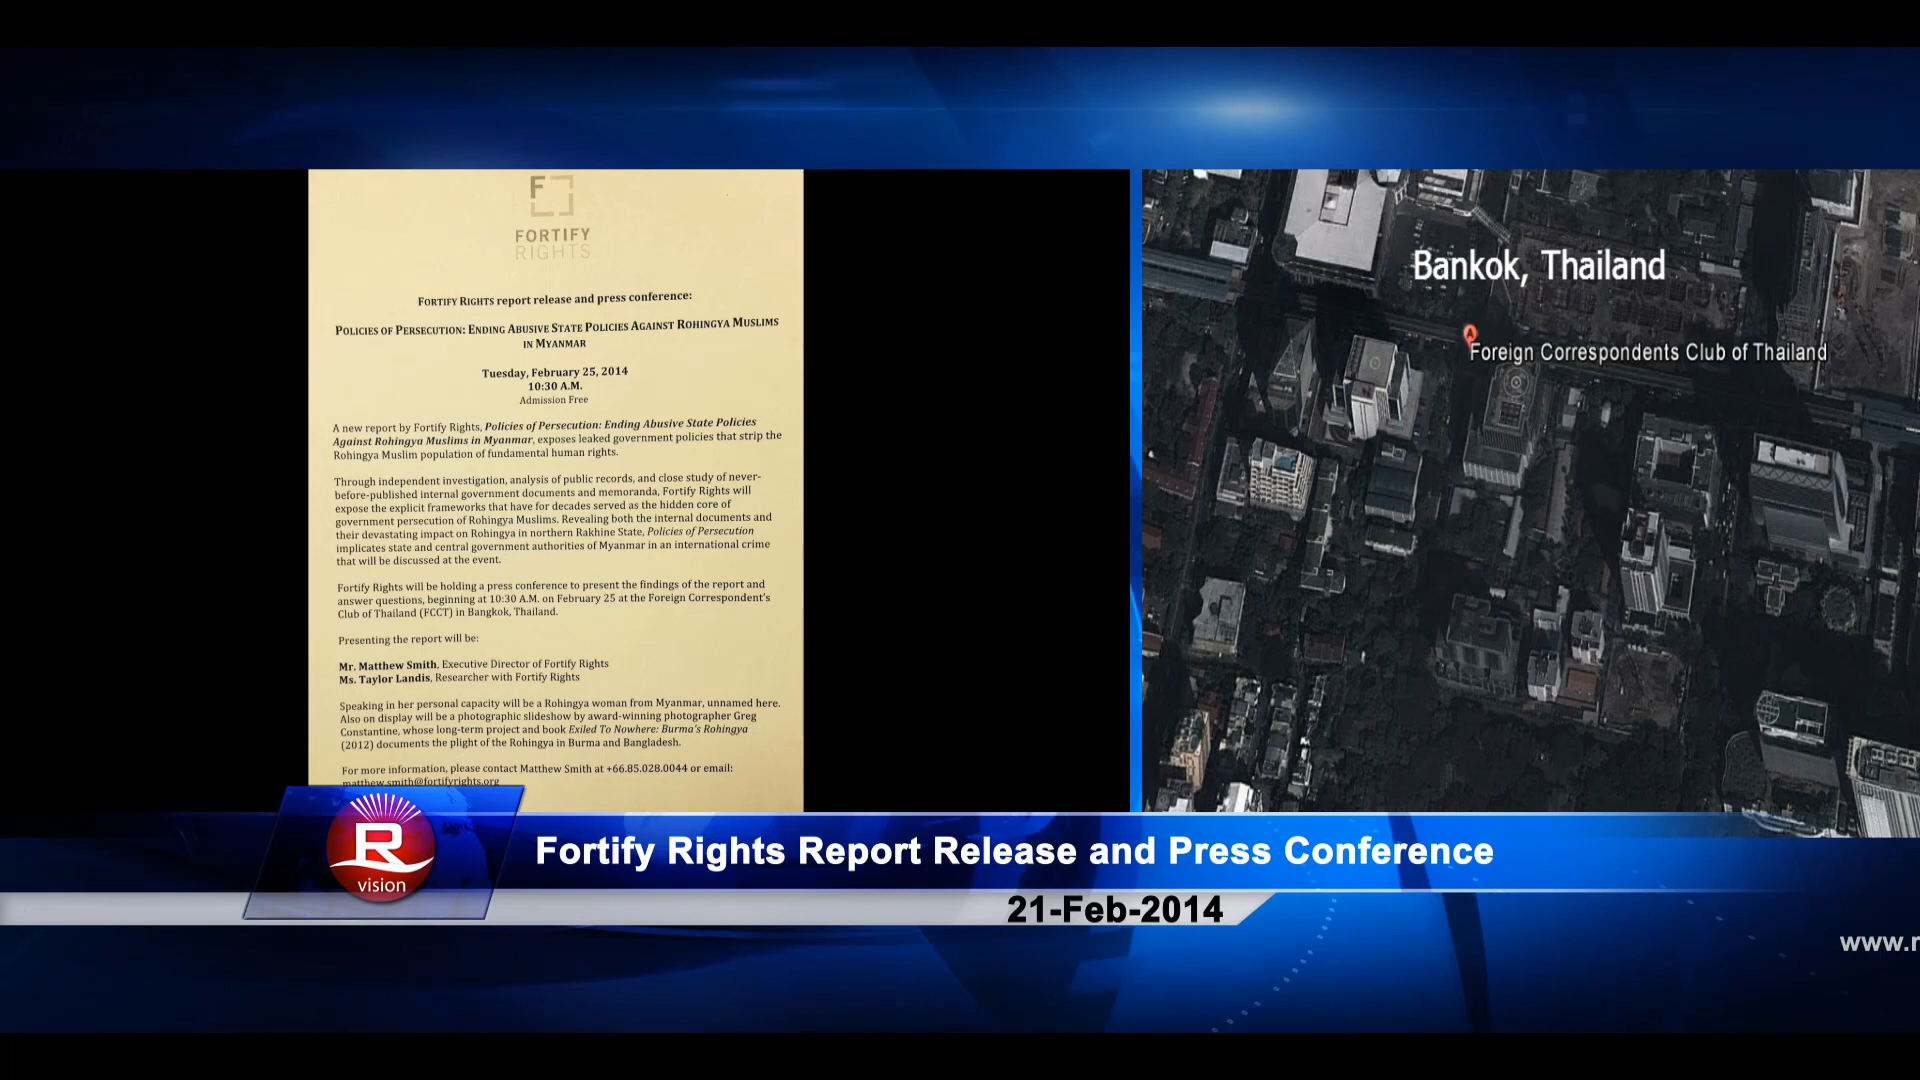 F
FORTIFY
RIGHTS
FORTIFY RIGHTS report release and press conference:
POLICIES OF PERSECUTION: ENDING ABUSIVE STATE POLICIES AGAINST ROHINGYA MUSLIMS
IN MYANMAR
Tuesday, February 25, 2014
10:30 A.M.
Admission Free
A new report by Fortify Rights, Policies of Persecution: Ending Abusive State Policies
Against Rohingya Muslims in Myanmar, exposes leaked government policies that strip the
Rohingya Muslim population of fundamental human rights.
Through independent investigation, analysis of public records, and close study of never-
before-published internal government documents and memoranda, Fortify Rights will
expose the explicit frameworks that have for decades served as the hidden core of
government persecution of Rohingya Muslims. Revealing both the internal documents and
their devastating impact on Rohingya in northern Rakhine State, Policies of Persecution
implicates state and central government authorities of Myanmar in an international crime
that will be discussed at the event.
Fortify Rights will be holding a press conference to present the findings of the report and
answer questions, beginning at 10:30 A.M. on February 25 at the Foreign Correspondent's
Club of Thailand (FCCT) in Bangkok, Thailand.
Presenting the report will be:
Mr. Matthew Smith, Executive Director of Fortify Rights
Ms. Taylor Landis, Researcher with Fortify Rights
Speaking in her personal capacity will be a Rohingya woman from Myanmar, unnamed here.
Also on display will be a photographic slideshow by award-winning photographer Greg
Constantine, whose long-term project and book Exiled To Nowhere: Burma's Rohingya
(2012) documents the plight of the Rohingya in Burma and Bangladesh.
For more information, please contact Matthew Smith at +66.85.028.0044 or email:
matthew.smith@fortifyrights.org
Bankok, Thailand
A
Foreign Correspondents Club of Thailand
R
vision
Fortify Rights Report Release and Press Conference
21-Feb-2014
www.